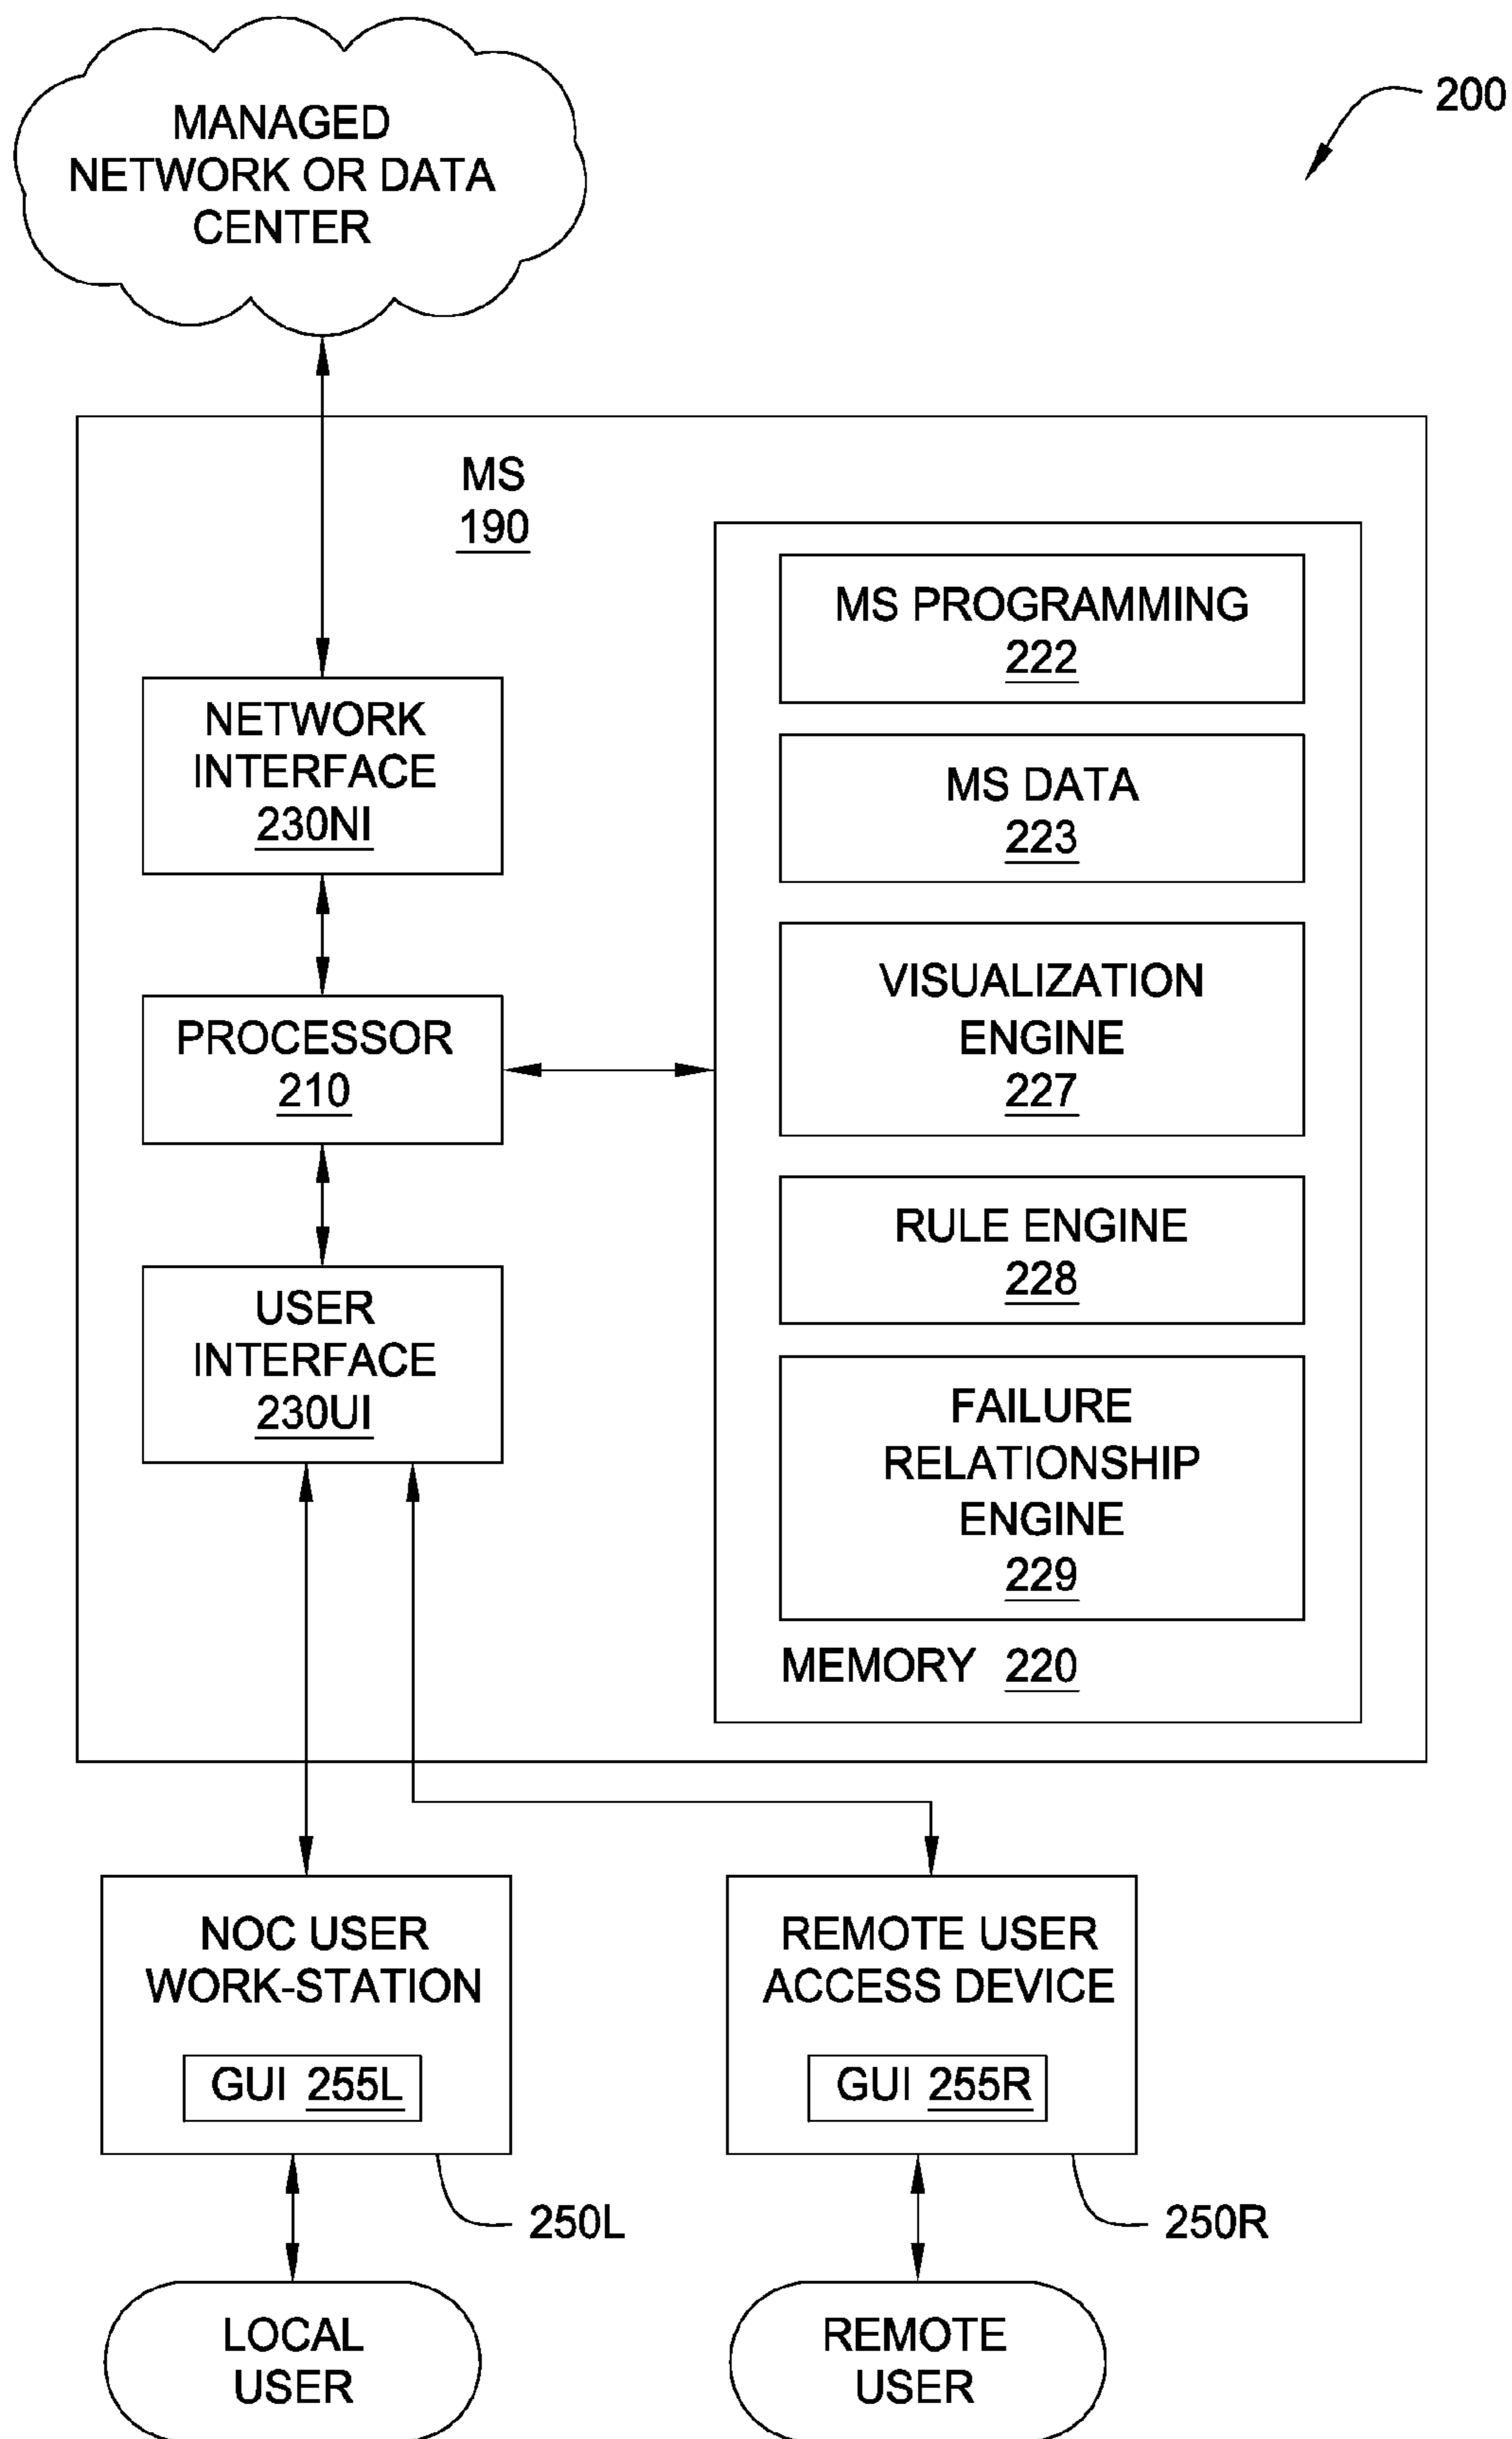 MANAGED
NETWORK OR DATA
CENTER
200
MS
190
NETWORK
INTERFACE
230NI
PROCESSOR
210
USER
INTERFACE
230UI
MS PROGRAMMING
222
MS DATA
223
VISUALIZATION
ENGINE
227
RULE ENGINE
228
FAILURE
RELATIONSHIP
ENGINE
229
MEMORY 220
NOC USER
WORK-STATION
GUI 255L
250L
REMOTE USER
ACCESS DEVICE
GUI 255R
250R
LOCAL
USER
REMOTE
USER